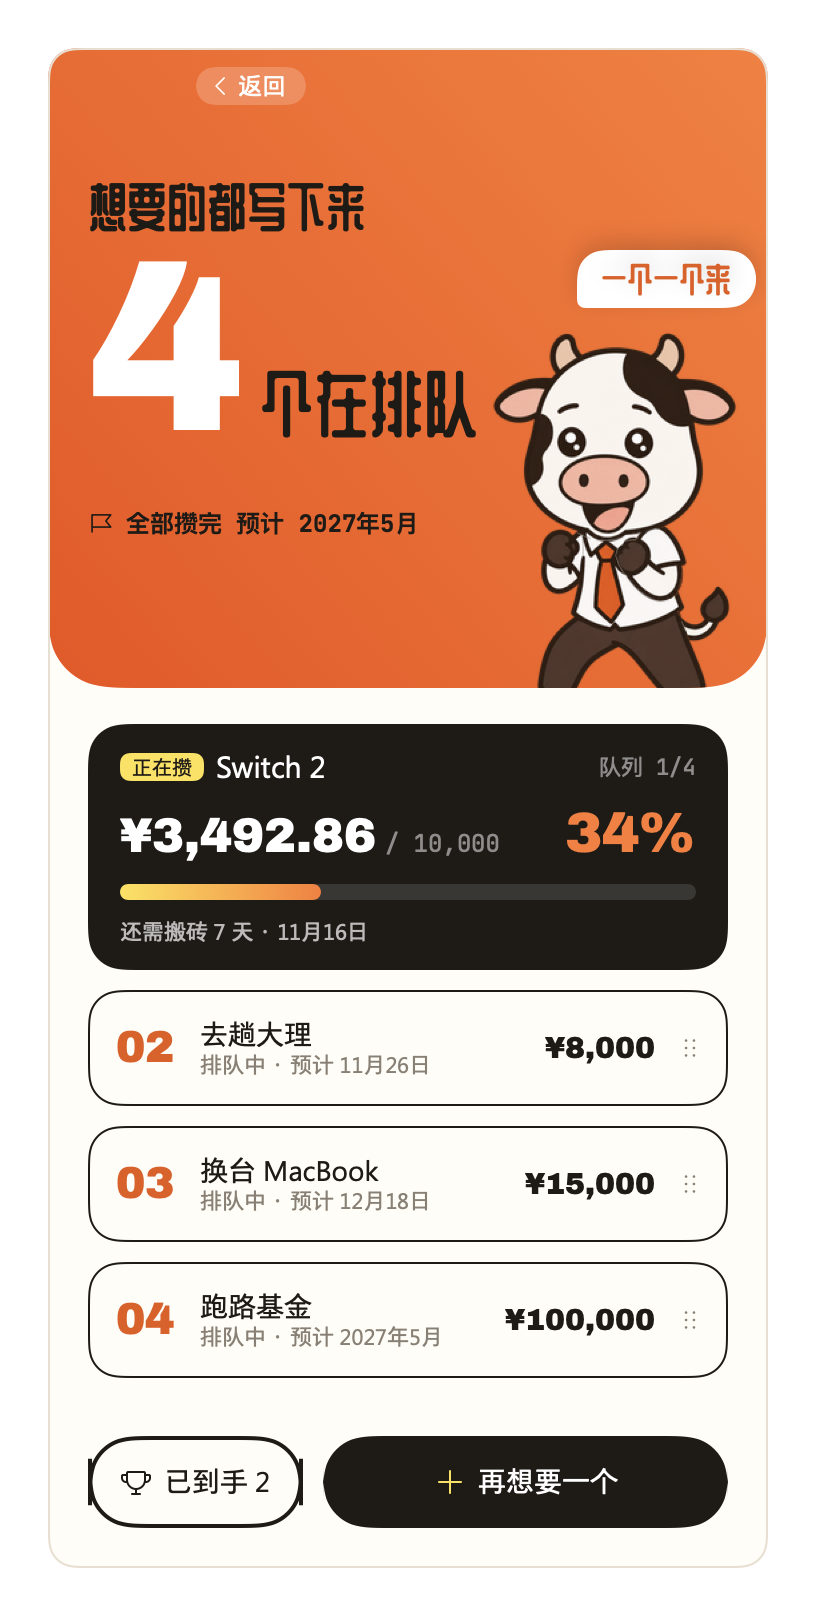 返回
想要的都写下来
一个一个来
4 个在排队
全部攒完 预计 2027年5月
正在攒 Switch 2 队列 1/4
¥3,492.86 / 10,000 34%
还需搬砖 7 天 · 11月16日
02 去趟大理 ¥8,000
排队中 · 预计 11月26日
03 换台 MacBook ¥15,000
排队中 · 预计 12月18日
04 跑路基金 ¥100,000
排队中 · 预计 2027年5月
已到手 2
再想要一个